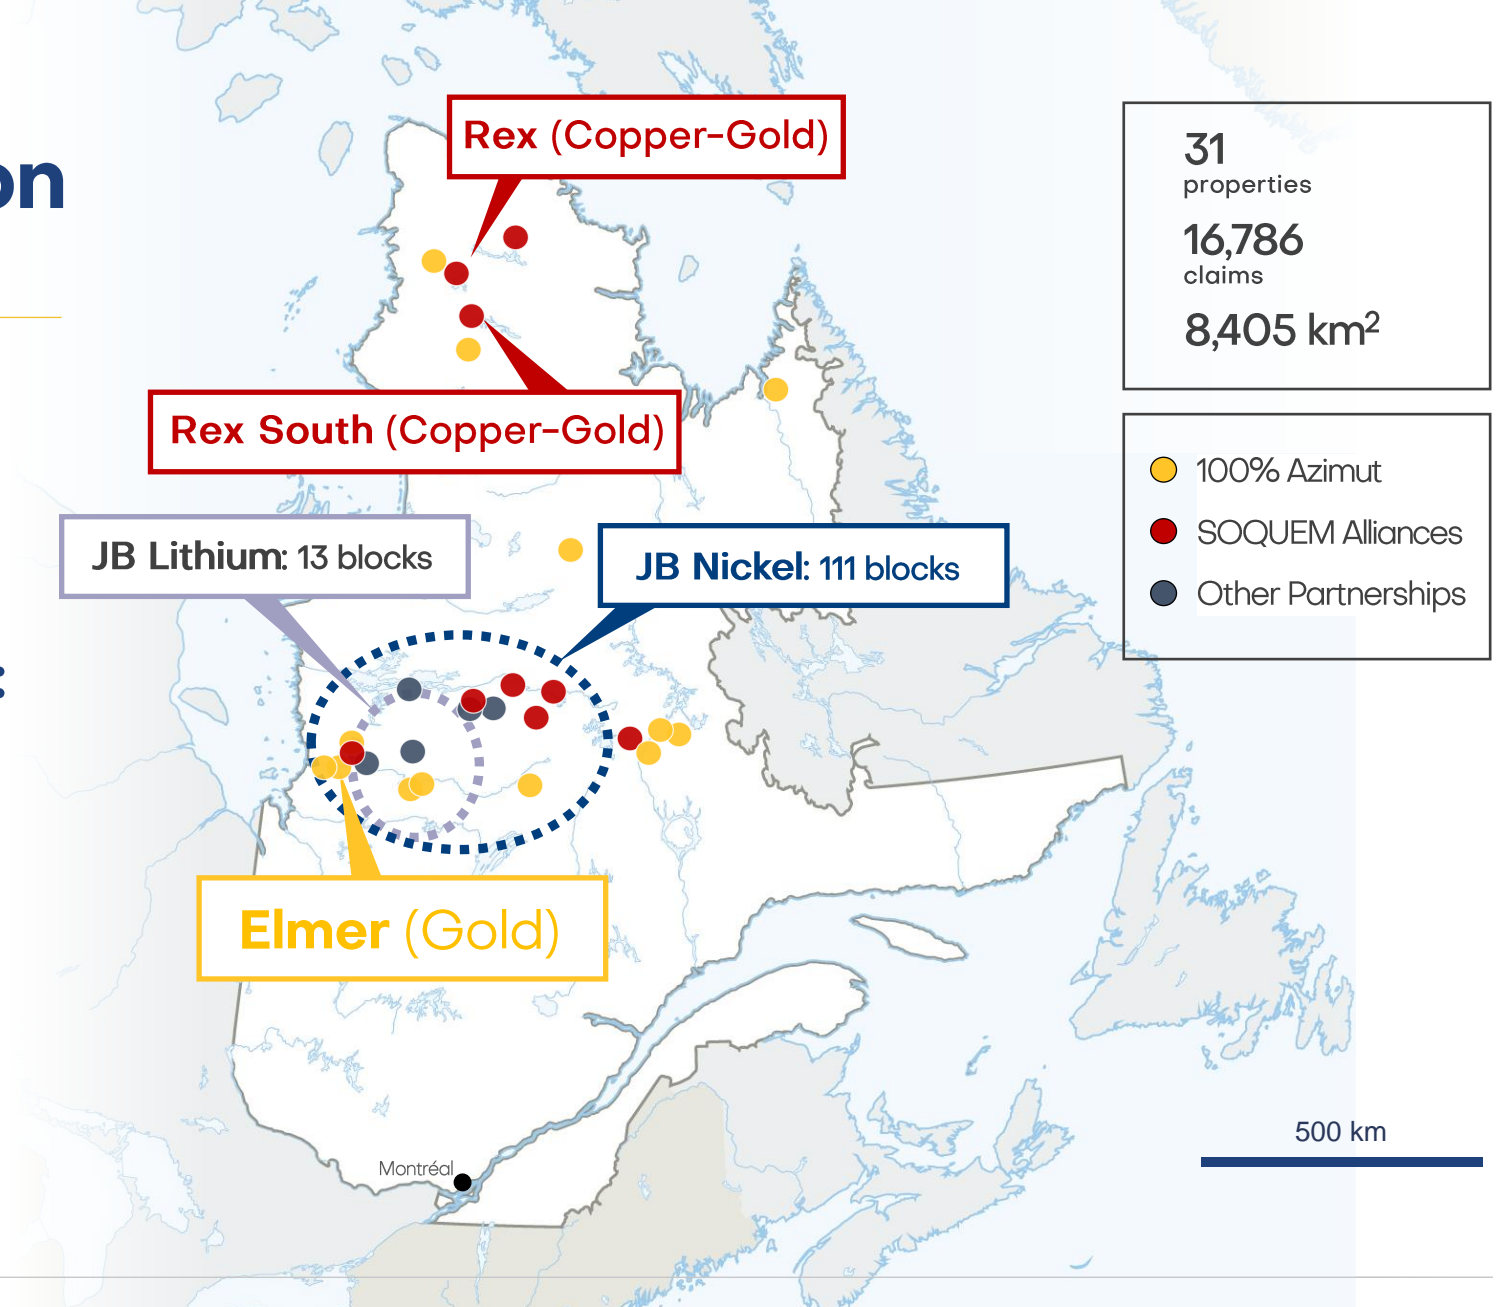 on
:
Rex (Copper-Gold)
31
properties
16,786
claims
8,405 km²
Rex South (Copper-Gold)
100% Azimut
SOQUEM Alliances
Other Partnerships
JB Lithium: 13 blocks
JB Nickel: 111 blocks
Elmer (Gold)
500 km
Montréal